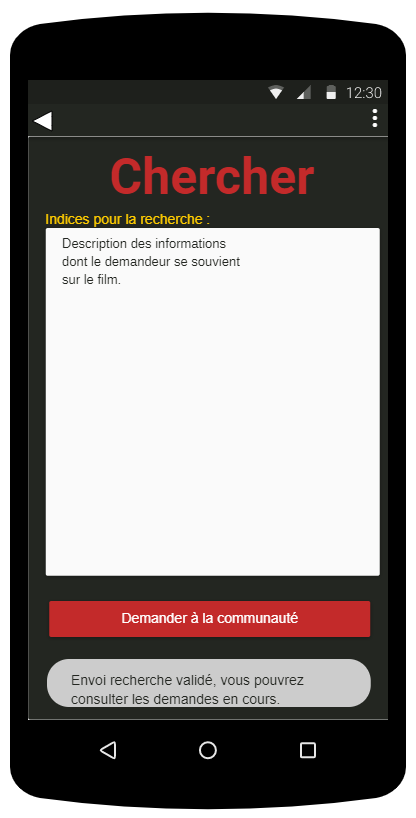 12:30
Chercher
Indices pour la recherche :
Description des informations
dont le demandeur se souvient
sur le film.
Demander à la communauté
Envoi recherche validé, vous pouvrez
consulter les demandes en cours.